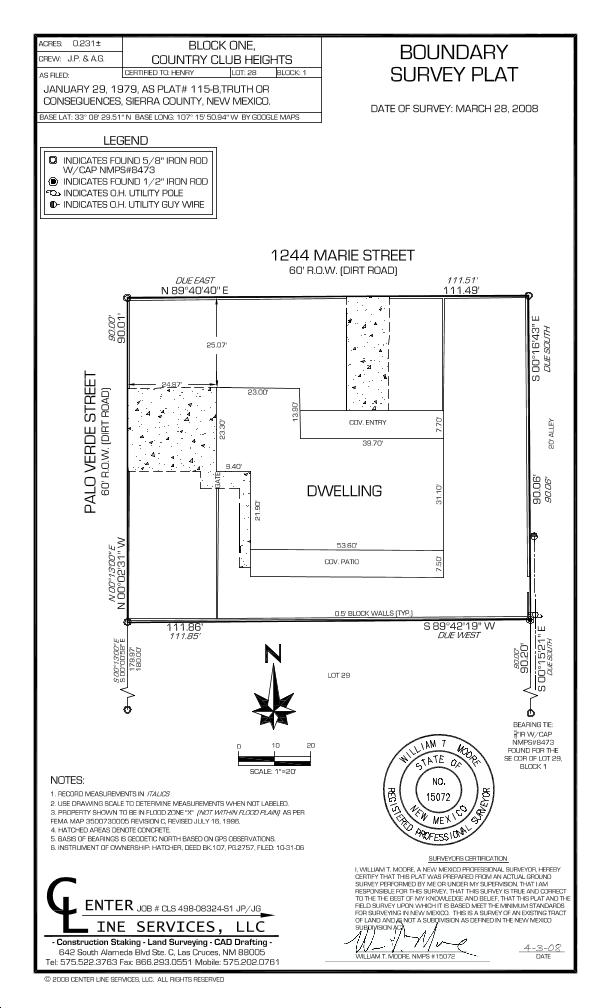 ACRES: 0.231±
CREW: J.P. & A.G.
BLOCK ONE,
COUNTRY CLUB HEIGHTS
AS FILED:
CERTIFIED TO: HENRY LOT: 28 BLOCK: 1
JANUARY 29, 1979, AS PLAT# 115-B,TRUTH OR
CONSEQUENCES, SIERRA COUNTY, NEW MEXICO.
BASE LAT: 33° 08' 29.51" N BASE LONG: 107° 15' 50.94" W BY GOOGLE MAPS
BOUNDARY
SURVEY PLAT
DATE OF SURVEY: MARCH 28, 2008
LEGEND
INDICATES FOUND 5/8" IRON ROD
W/CAP NMPS#8473
INDICATES FOUND 1/2" IRON ROD
INDICATES O.H. UTILITY POLE
INDICATES O.H. UTILITY GUY WIRE
1244 MARIE STREET
60' R.O.W. (DIRT ROAD)
DUE EAST
N 89°40'40" E
111.51'
111.49'
90.00'
90.01'
25.07'
S 00°16'43" E
DUE SOUTH
24.97'
23.00'
13.90'
COV. ENTRY
7.70'
39.70'
23.30'
PALO VERDE STREET
60' R.O.W. (DIRT ROAD)
20' ALLEY
9.40'
GATE
DWELLING
31.10'
90.06'
90.06'
21.90'
53.60'
COV. PATIO
7.50'
N 00°13'00" E
N 00°02'31" W
0.5' BLOCK WALLS (TYP.)
111.86'
111.85'
S 89°42'19" W
DUE WEST
S 00°13'00" E
S 00°00'58" E
179.97'
180.00'
90.00'
90.20'
S 00°15'21" E
DUE SOUTH
N
LOT 29
0 10 20
SCALE: 1"=20'
BEARING TIE:
"IR W/CAP
NMPS#8473
FOUND FOR THE
SE COR OF LOT 29,
BLOCK 1
WILLIAM T. MOORE
STATE OF
NO.
15072
NEW MEXICO
REGISTERED PROFESSIONAL SURVEYOR
NOTES:
1. RECORD MEASUREMENTS IN ITALICS
2. USE DRAWING SCALE TO DETERMINE MEASUREMENTS WHEN NOT LABELED.
3. PROPERTY SHOWN TO BE IN FLOOD ZONE "X" (NOT WITHIN FLOOD PLAIN) AS PER
FEMA MAP 3500730005 REVISION C, REVISED JULY 16, 1996.
4. HATCHED AREAS DENOTE CONCRETE.
5. BASIS OF BEARINGS IS GEODETIC NORTH BASED ON GPS OBSERVATIONS.
6. INSTRUMENT OF OWNERSHIP: HATCHER, DEED BK.107, PG.2757, FILED: 10-31-06
SURVEYOR'S CERTIFICATION
I, WILLIAM T. MOORE, A NEW MEXICO PROFESSIONAL SURVEYOR, HEREBY
CERTIFY THAT THIS PLAT WAS PREPARED FROM AN ACTUAL GROUND
SURVEY PERFORMED BY ME OR UNDER MY SUPERVISION, THAT I AM
RESPONSIBLE FOR THIS SURVEY, THAT THIS SURVEY IS TRUE AND CORRECT
TO THE THE BEST OF MY KNOWLEDGE AND BELIEF, THAT THIS PLAT AND THE
FIELD SURVEY UPON WHICH IT IS BASED MEET THE MINIMUM STANDARDS
FOR SURVEYING IN NEW MEXICO. THIS IS A SURVEY OF AN EXISTING TRACT
OF LAND AND IS NOT A SUBDIVISION AS DEFINED IN THE NEW MEXICO
SUBDIVISION ACT.
WILLIAM T. MOORE, NMPS #15072
4-3-08
DATE
CENTER JOB # CLS 498-08324-S1 JP/JG
LINE SERVICES, LLC
- Construction Staking - Land Surveying - CAD Drafting -
642 South Alameda Blvd Ste. C, Las Cruces, NM 88005
Tel: 575.522.3763 Fax: 866.293.0551 Mobile: 575.202.0761
© 2008 CENTER LINE SERVICES, LLC. ALL RIGHTS RESERVED